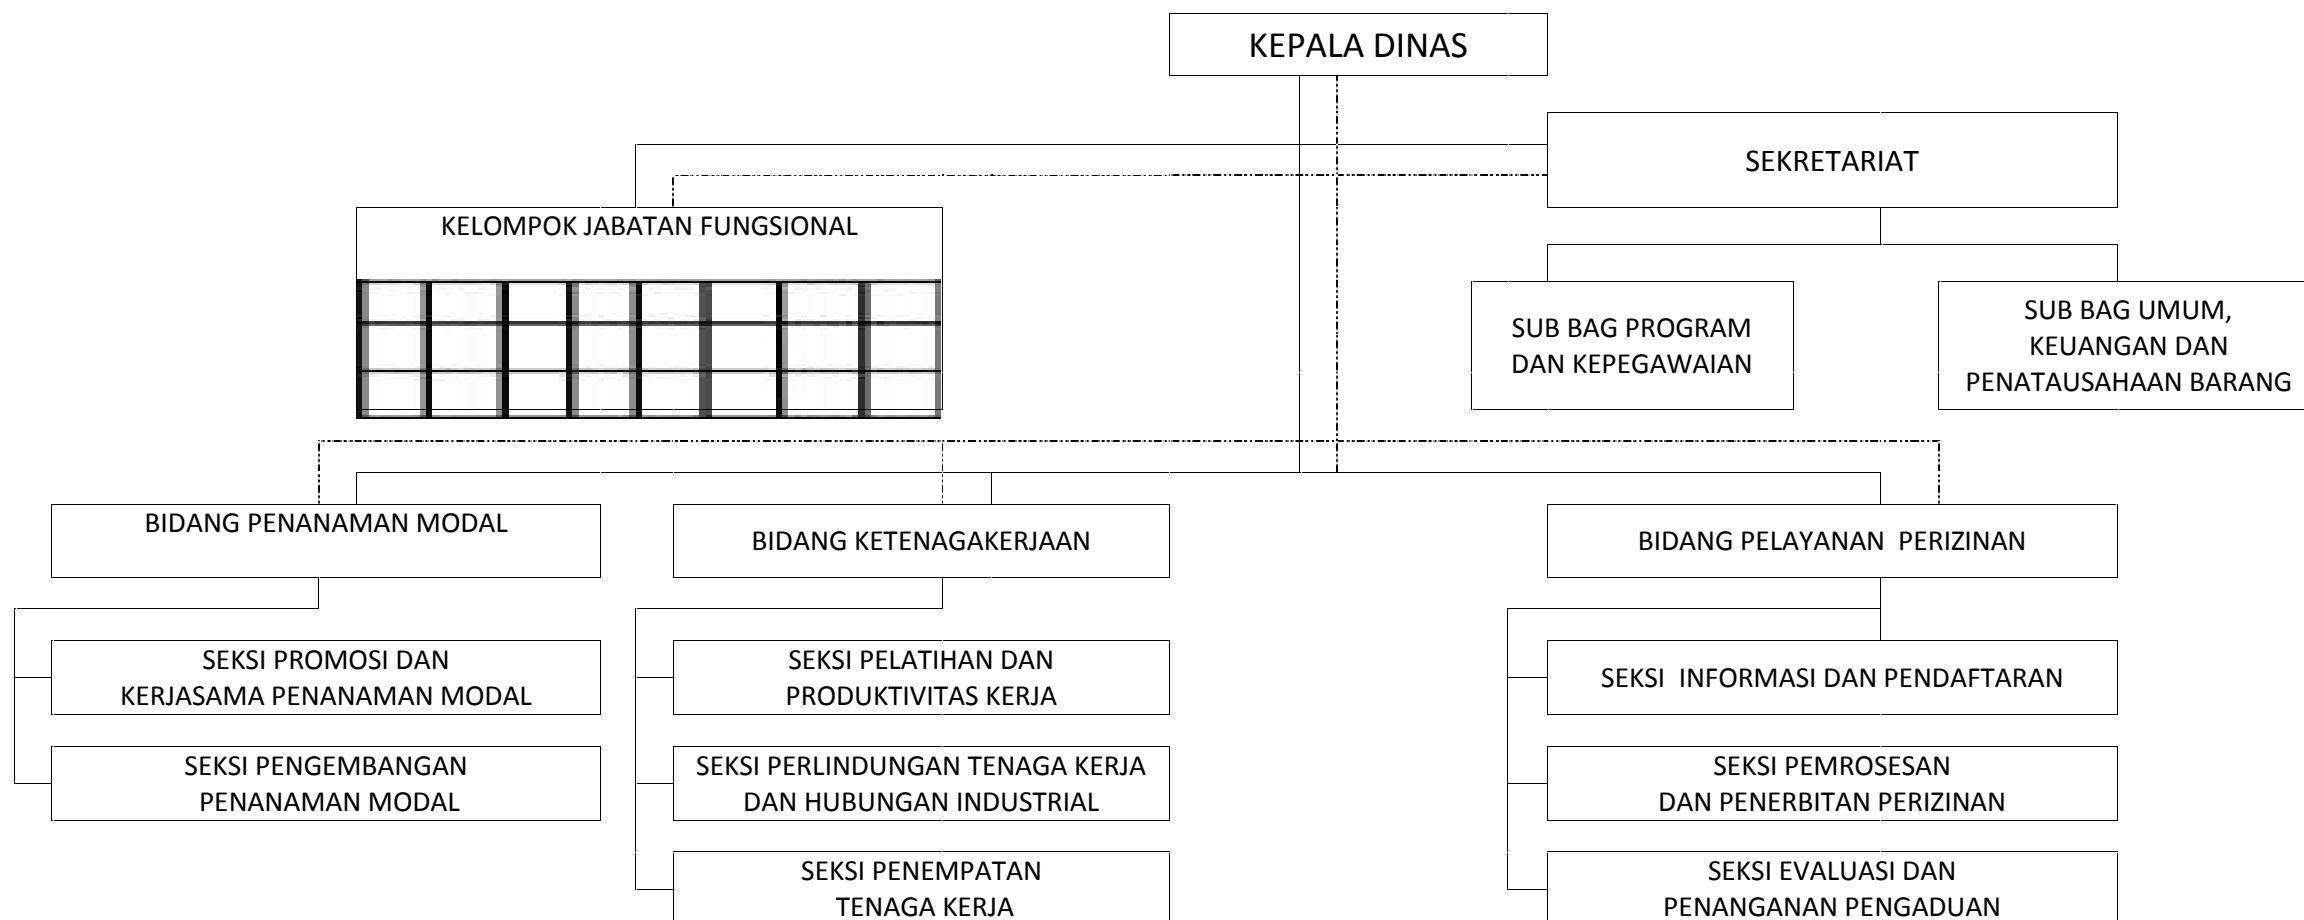 KEPALA DINAS
SEKRETARIAT
KELOMPOK JABATAN FUNGSIONAL
SUB BAG PROGRAM
DAN KEPEGAWAIAN
SUB BAG UMUM,
KEUANGAN DAN
PENATAUSAHAAN BARANG
BIDANG PENANAMAN MODAL
BIDANG KETENAGAKERJAAN
BIDANG PELAYANAN  PERIZINAN
SEKSI PROMOSI DAN
KERJASAMA PENANAMAN MODAL
SEKSI PELATIHAN DAN
PRODUKTIVITAS KERJA
SEKSI  INFORMASI DAN PENDAFTARAN
SEKSI PENGEMBANGAN
PENANAMAN MODAL
SEKSI PERLINDUNGAN TENAGA KERJA
DAN HUBUNGAN INDUSTRIAL
SEKSI PEMROSESAN
DAN PENERBITAN PERIZINAN
SEKSI PENEMPATAN
TENAGA KERJA
SEKSI EVALUASI DAN
PENANGANAN PENGADUAN